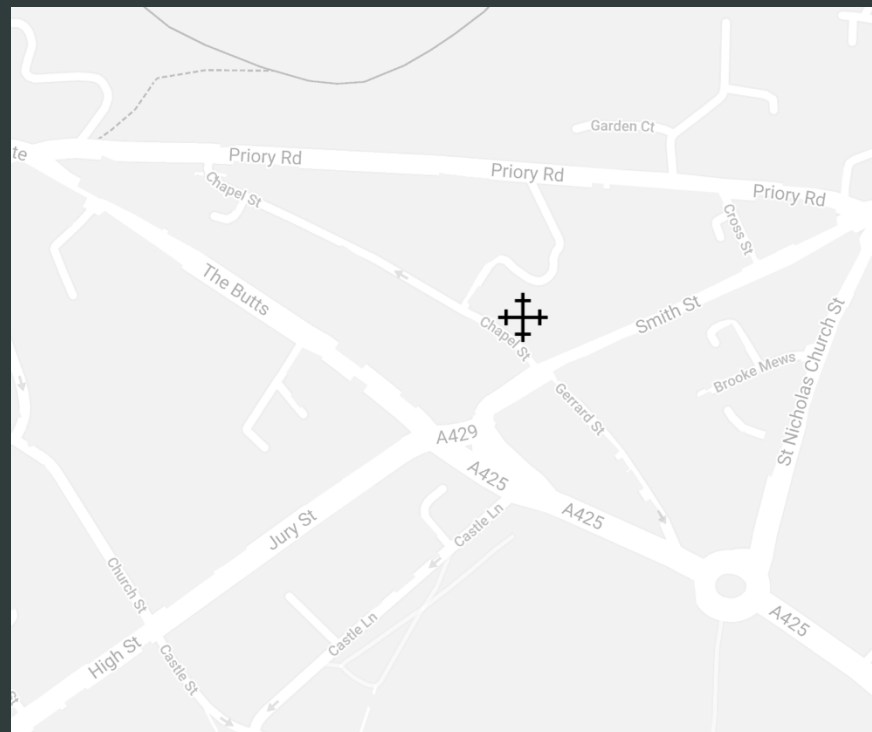 Garden Ct
te
Priory Rd
Priory Rd
Priory Rd
Chapel St
Cross St
The Butts
Smith St
Chapel St
St Nicholas Church St
Brooke Mews
Gerrard St
A429
A425
Jury St
A425
Castle Ln
Church St
A425
Castle Ln
High St
Castle St
St